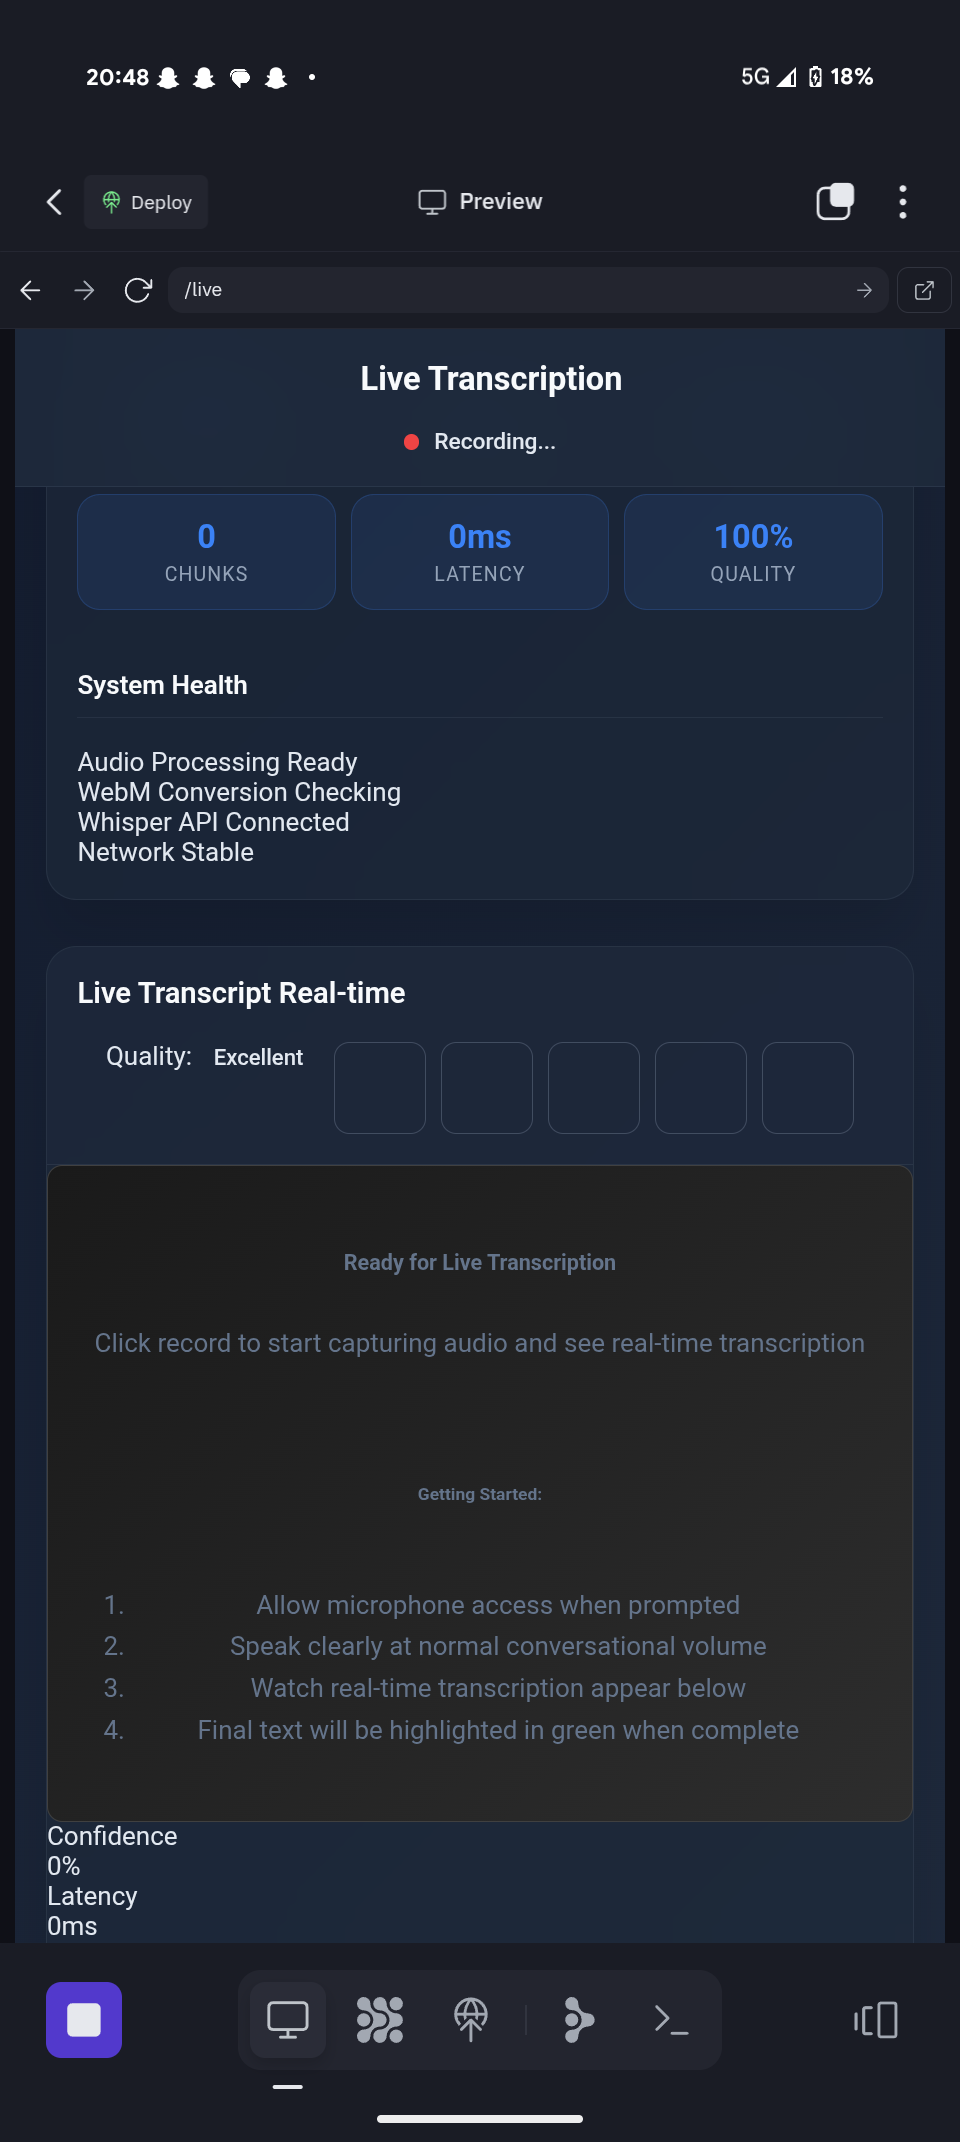 20:48
5G 18%
Deploy
Preview
/live
Live Transcription
Recording...
0
CHUNKS
0ms
LATENCY
100%
QUALITY
System Health
Audio Processing Ready
WebM Conversion Checking
Whisper API Connected
Network Stable
Live Transcript Real-time
Quality: Excellent
Ready for Live Transcription
Click record to start capturing audio and see real-time transcription
Getting Started:
1. Allow microphone access when prompted
2. Speak clearly at normal conversational volume
3. Watch real-time transcription appear below
4. Final text will be highlighted in green when complete
Confidence
0%
Latency
0ms